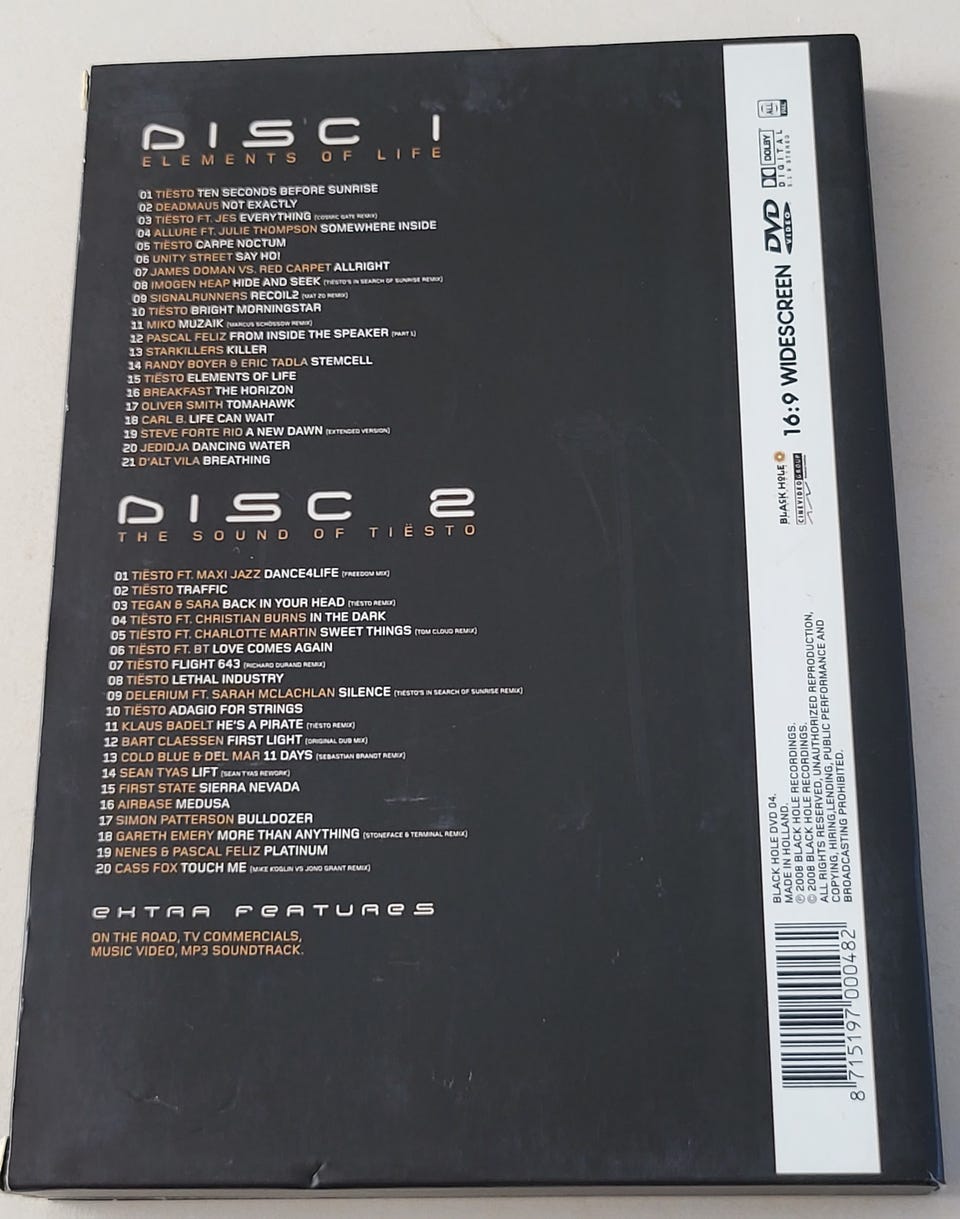 DISC 1
ELEMENTS OF LIFE
01 TIËSTO TEN SECONDS BEFORE SUNRISE
02 DEADMAU5 NOT EXACTLY
03 TIËSTO FT. JES EVERYTHING (COSMIC GATE REMIX)
04 ALLURE FT. JULIE THOMPSON SOMEWHERE INSIDE
05 TIËSTO CARPE NOCTUM
06 UNITY STREET SAY HO!
07 JAMES DOMAN VS. RED CARPET ALLRIGHT
08 IMOGEN HEAP HIDE AND SEEK (TIËSTO'S IN SEARCH OF SUNRISE REMIX)
09 SIGNALRUNNERS RECOIL2 (MAT ZO REMIX)
10 TIËSTO BRIGHT MORNINGSTAR
11 MIKO MUZAIK (MARCUS SCHÖSSOW REMIX)
12 PASCAL FELIZ FROM INSIDE THE SPEAKER (PART 1)
13 STARKILLERS KILLER
14 RANDY BOYER & ERIC TADLA STEMCELL
15 TIËSTO ELEMENTS OF LIFE
16 BREAKFAST THE HORIZON
17 OLIVER SMITH TOMAHAWK
18 CARL B. LIFE CAN WAIT
19 STEVE FORTE RIO A NEW DAWN (EXTENDED VERSION)
20 JEDIDJA DANCING WATER
21 D'ALT VILA BREATHING
DISC 2
THE SOUND OF TIËSTO
01 TIËSTO FT. MAXI JAZZ DANCE4LIFE (FREEDOM MIX)
02 TIËSTO TRAFFIC
03 TEGAN & SARA BACK IN YOUR HEAD (TIËSTO REMIX)
04 TIËSTO FT. CHRISTIAN BURNS IN THE DARK
05 TIËSTO FT. CHARLOTTE MARTIN SWEET THINGS (TOM CLOUD REMIX)
06 TIËSTO FT. BT LOVE COMES AGAIN
07 TIËSTO FLIGHT 643 (RICHARD DURAND REMIX)
08 TIËSTO LETHAL INDUSTRY
09 DELERIUM FT. SARAH MCLACHLAN SILENCE (TIËSTO'S IN SEARCH OF SUNRISE REMIX)
10 TIËSTO ADAGIO FOR STRINGS
11 KLAUS BADELT HE'S A PIRATE (TIËSTO REMIX)
12 BART CLAESSEN FIRST LIGHT (ORIGINAL DUB MIX)
13 COLD BLUE & DEL MAR 11 DAYS (SEBASTIAN BRANDT REMIX)
14 SEAN TYAS LIFT (SEAN TYAS REWORK)
15 FIRST STATE SIERRA NEVADA
16 AIRBASE MEDUSA
17 SIMON PATTERSON BULLDOZER
18 GARETH EMERY MORE THAN ANYTHING (STONEFACE & TERMINAL REMIX)
19 NENES & PASCAL FELIZ PLATINUM
20 CASS FOX TOUCH ME (MIKE KOGLIN VS JONO GRANT REMIX)
EXTRA FEATURES
ON THE ROAD, TV COMMERCIALS,
MUSIC VIDEO, MP3 SOUNDTRACK.
BLACK HOLE
CINEVIDEOGROUP
16:9 WIDESCREEN
DVD
VIDEO
DOLBY
DIGITAL
5.1 & STEREO
ALL
PAL
BLACK HOLE DVD 04.
MADE IN HOLLAND.
℗ 2008 BLACK HOLE RECORDINGS.
© 2008 BLACK HOLE RECORDINGS.
ALL RIGHTS RESERVED, UNAUTHORIZED REPRODUCTION,
COPYING, HIRING, LENDING, PUBLIC PERFORMANCE AND
BROADCASTING PROHIBITED.
8 715197 000482